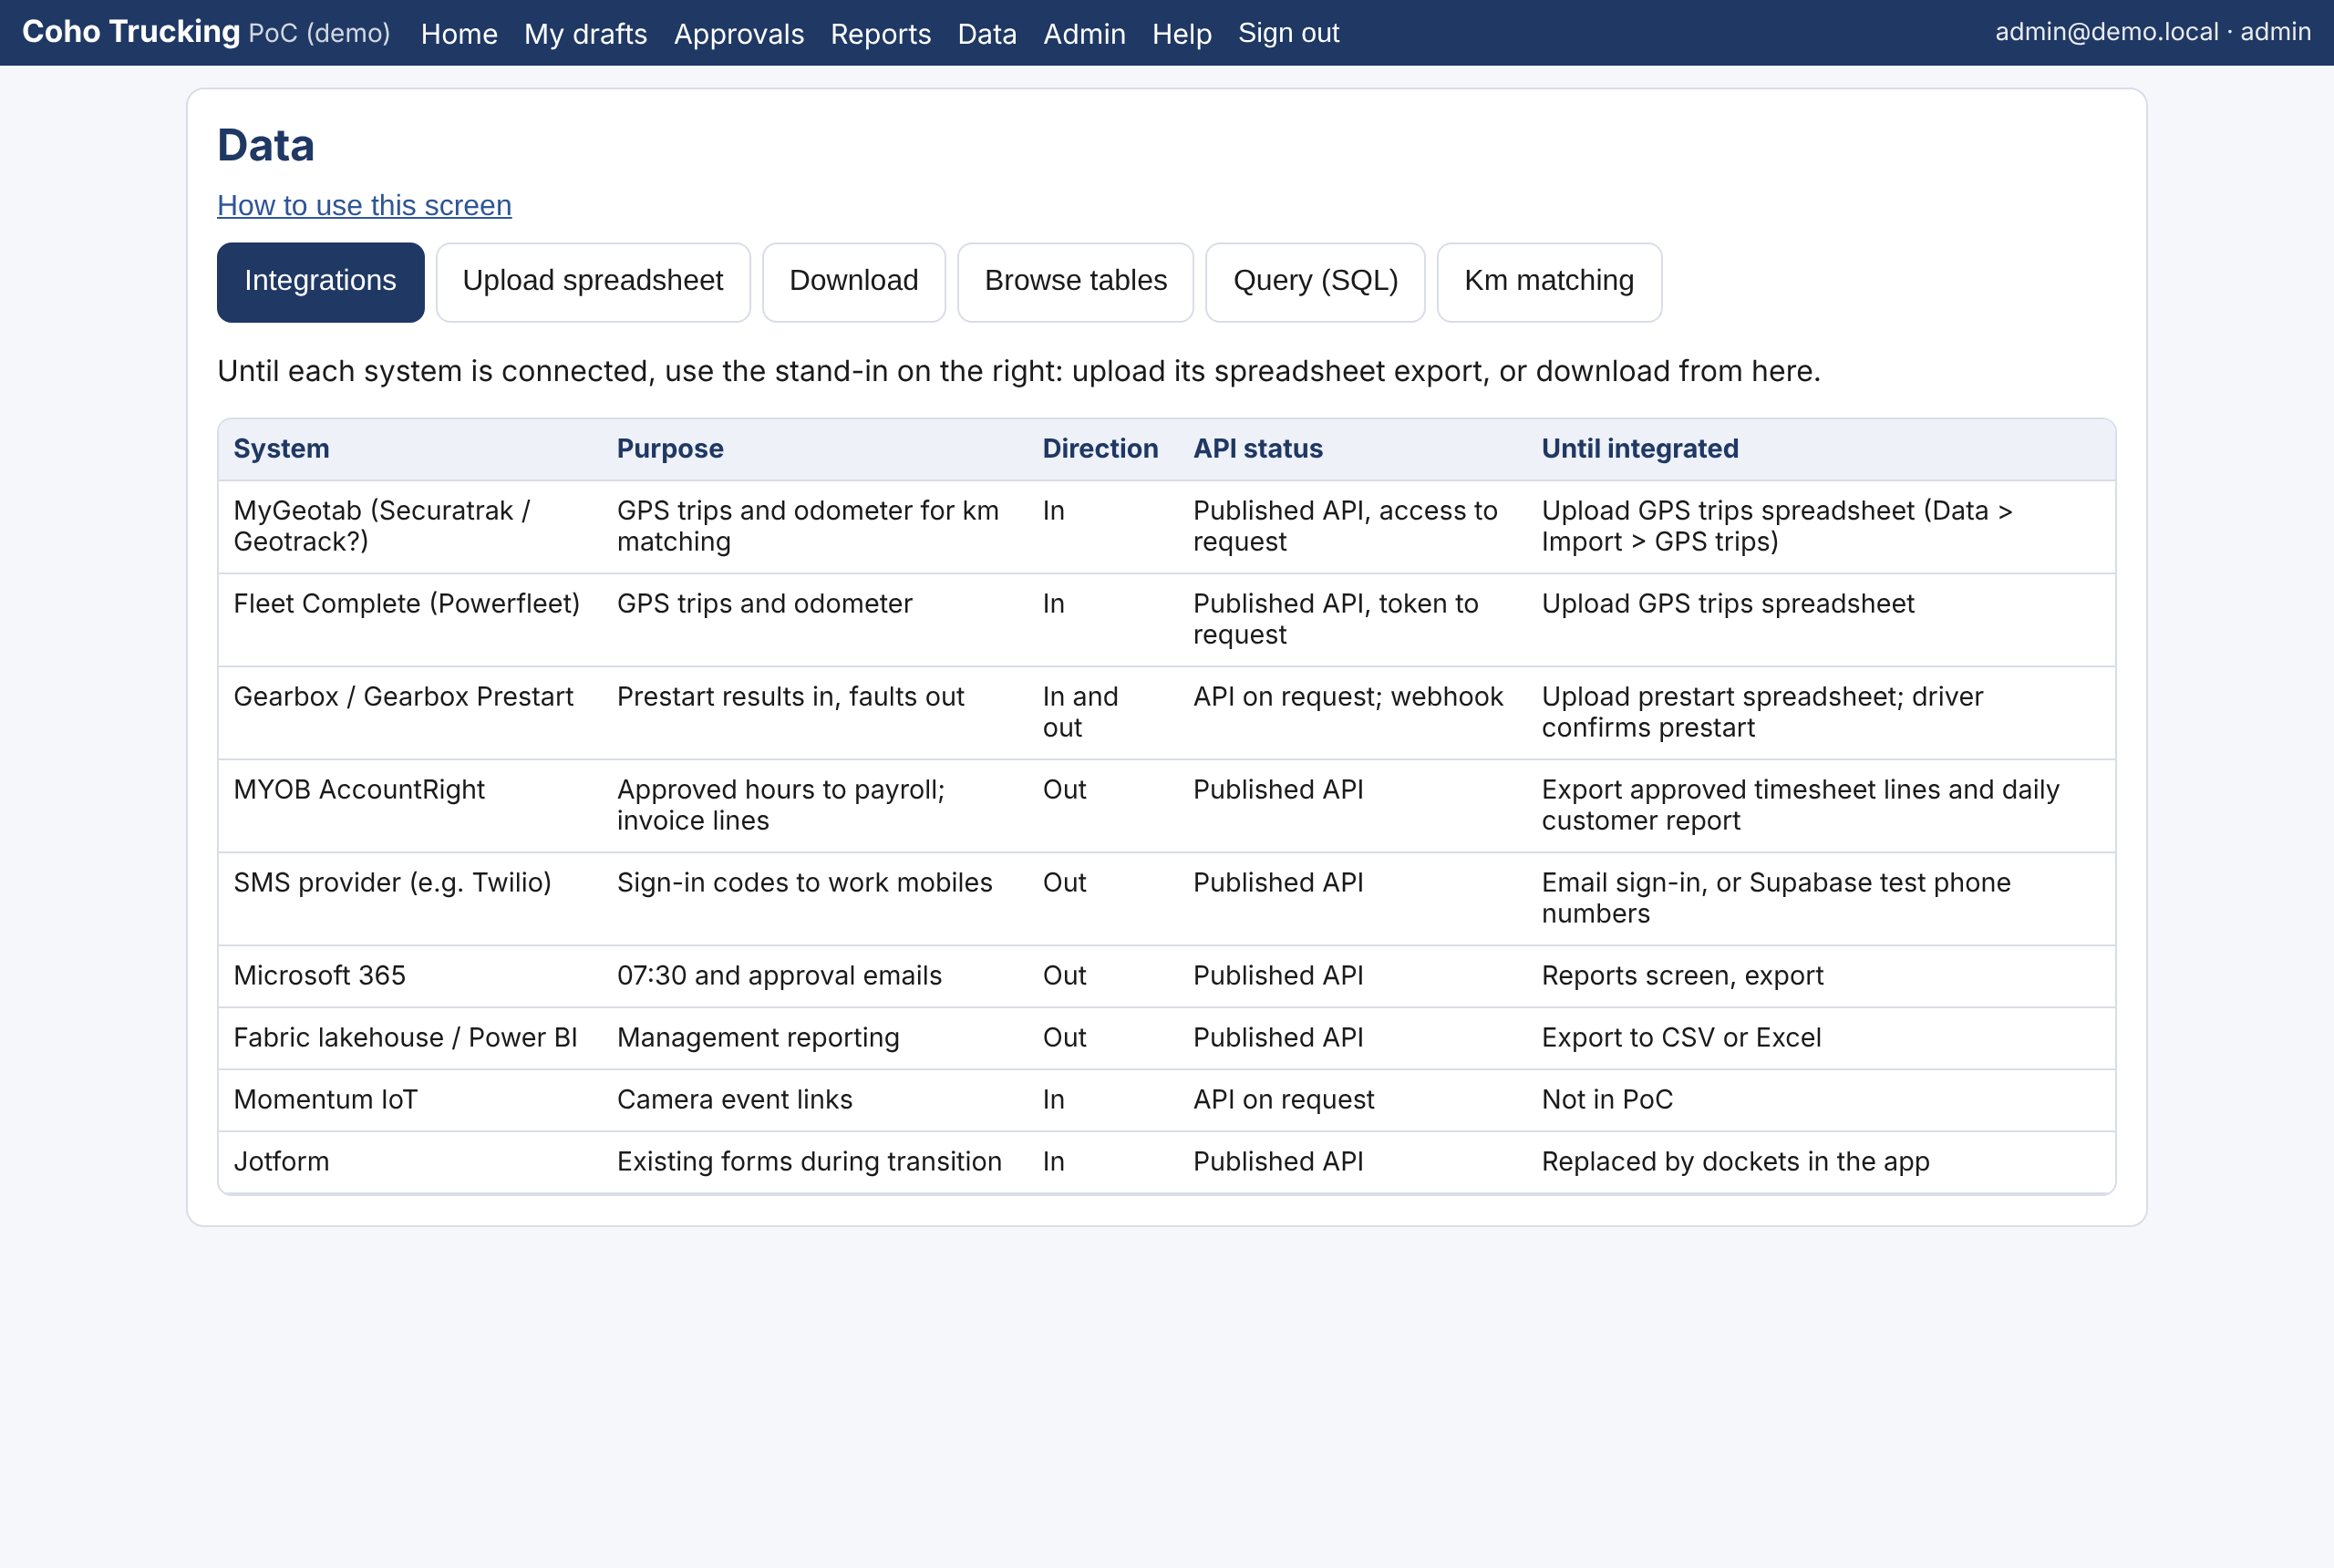 Coho Trucking PoC (demo) Home My drafts Approvals Reports Data Admin Help Sign out admin@demo.local · admin
Data
How to use this screen
Integrations Upload spreadsheet Download Browse tables Query (SQL) Km matching
Until each system is connected, use the stand-in on the right: upload its spreadsheet export, or download from here.
System Purpose Direction API status Until integrated
MyGeotab (Securatrak / GPS trips and odometer for km In Published API, access to Upload GPS trips spreadsheet (Data >
Geotrack?) matching request Import > GPS trips)
Fleet Complete (Powerfleet) GPS trips and odometer In Published API, token to Upload GPS trips spreadsheet
request
Gearbox / Gearbox Prestart Prestart results in, faults out In and API on request; webhook Upload prestart spreadsheet; driver
out confirms prestart
MYOB AccountRight Approved hours to payroll; Out Published API Export approved timesheet lines and daily
invoice lines customer report
SMS provider (e.g. Twilio) Sign-in codes to work mobiles Out Published API Email sign-in, or Supabase test phone
numbers
Microsoft 365 07:30 and approval emails Out Published API Reports screen, export
Fabric lakehouse / Power BI Management reporting Out Published API Export to CSV or Excel
Momentum IoT Camera event links In API on request Not in PoC
Jotform Existing forms during transition In Published API Replaced by dockets in the app